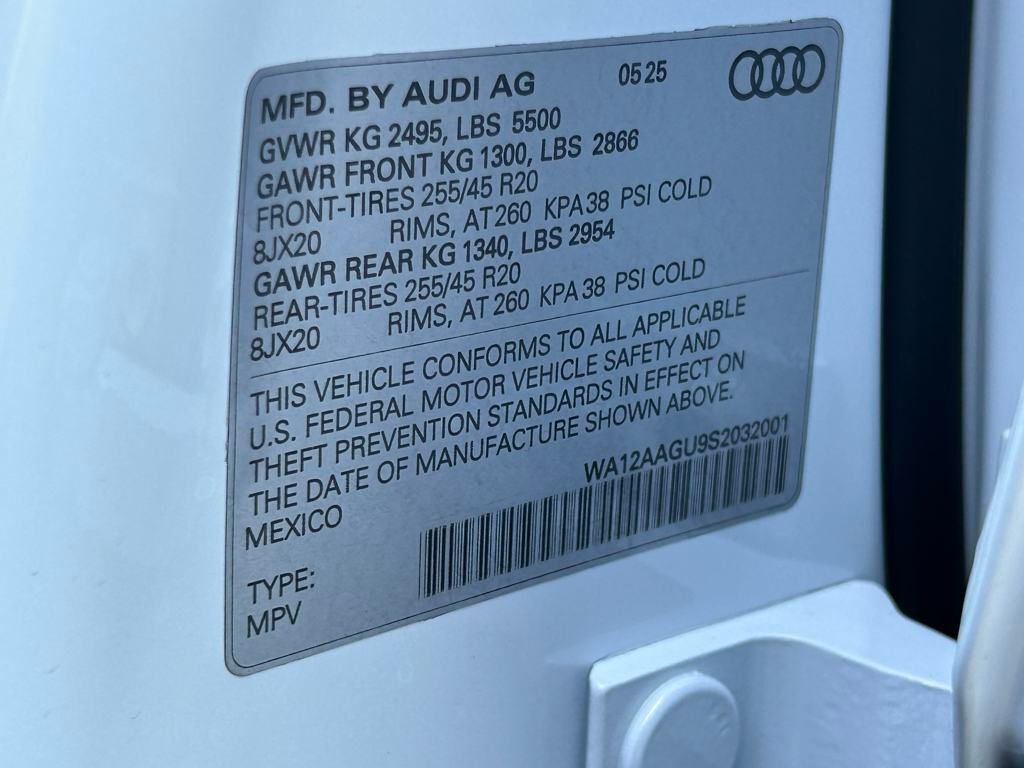 MFD. BY AUDI AG 05 25
GVWR KG 2495, LBS 5500
GAWR FRONT KG 1300, LBS 2866
FRONT-TIRES 255/45 R20
8JX20 RIMS, AT 260 KPA 38 PSI COLD
GAWR REAR KG 1340, LBS 2954
REAR-TIRES 255/45 R20
8JX20 RIMS, AT 260 KPA 38 PSI COLD
THIS VEHICLE CONFORMS TO ALL APPLICABLE
U.S. FEDERAL MOTOR VEHICLE SAFETY AND
THEFT PREVENTION STANDARDS IN EFFECT ON
THE DATE OF MANUFACTURE SHOWN ABOVE.
MEXICO WA12AAGU9S2032001
TYPE:
MPV